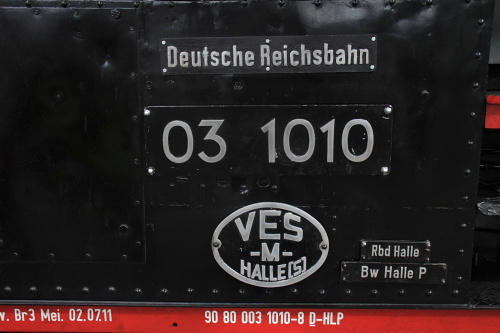 Deutsche Reichsbahn
03 1010
VES
-M-
HALLE(S)
Rbd Halle
Bw Halle P
w. Br3 Mei. 02.07.11
90 80 003 1010-8 D-HLP